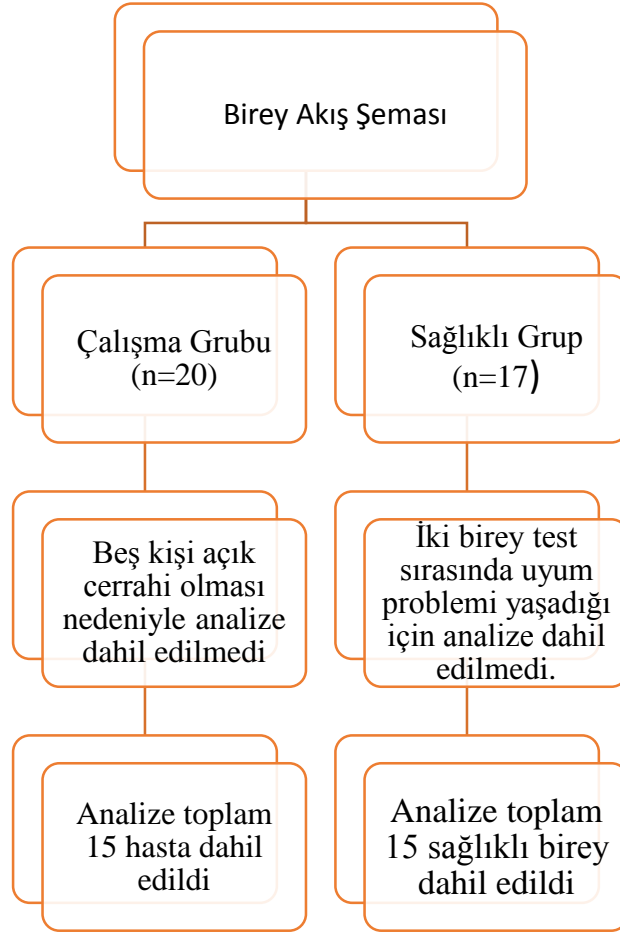 Birey Akış Şeması
Çalışma Grubu
(n=20)
Sağlıklı Grup
(n=17)
Beş kişi açık
cerrahi olması
nedeniyle analize
dahil edilmedi
İki birey test
sırasında uyum
problemi yaşadığı
için analize dahil
edilmedi.
Analize toplam
15 hasta dahil
edildi
Analize toplam
15 sağlıklı birey
dahil edildi